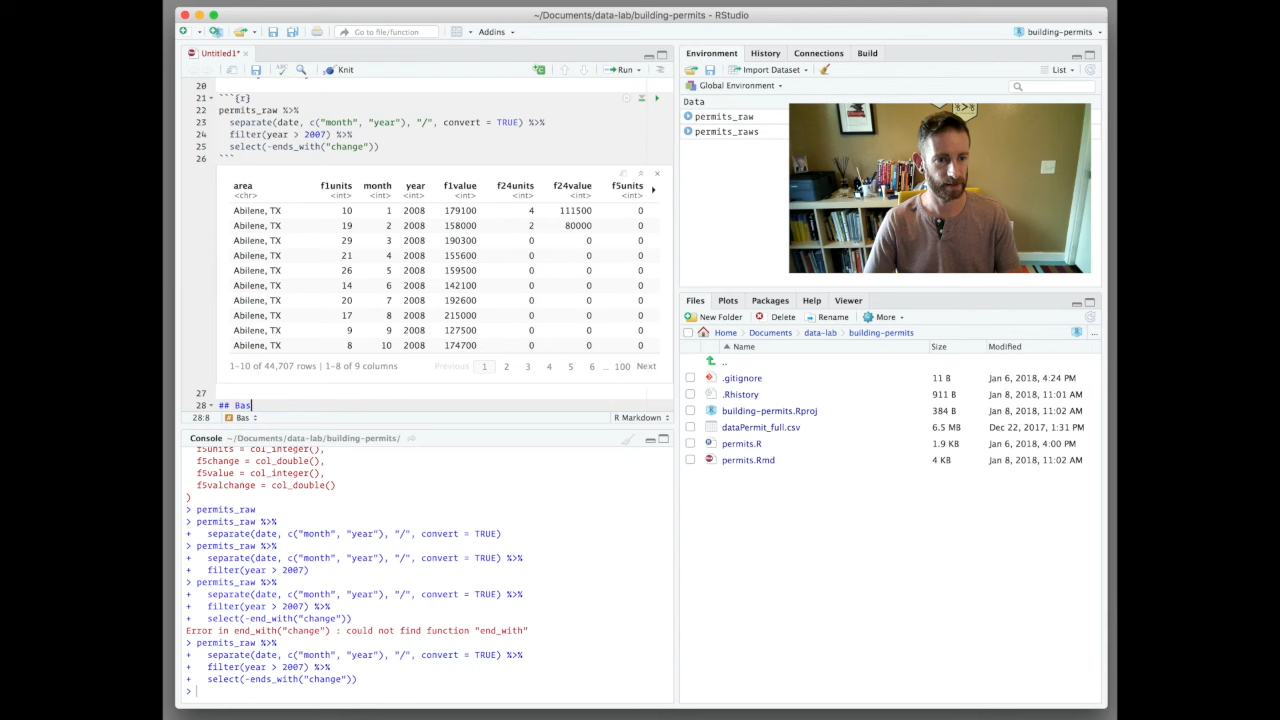 ~/Documents/data-lab/building-permits - RStudio
Go to file/function
Addins
building-permits
Untitled1*
Knit
Run
20
21 ```{r}
22 permits_raw %>%
23 separate(date, c("month", "year"), "/", convert = TRUE) %>%
24 filter(year > 2007) %>%
25 select(-ends_with("change"))
26 ```
area f1units month year f1value f24units f24value f5units
<chr> <int> <int> <int> <int> <int> <int> <int>
Abilene, TX 10 1 2008 179100 4 111500 0
Abilene, TX 19 2 2008 158000 2 80000 0
Abilene, TX 29 3 2008 190300 0 0 0
Abilene, TX 21 4 2008 155600 0 0 0
Abilene, TX 26 5 2008 159500 0 0 0
Abilene, TX 14 6 2008 142100 0 0 0
Abilene, TX 20 7 2008 192600 0 0 0
Abilene, TX 17 8 2008 215000 0 0 0
Abilene, TX 9 9 2008 127500 0 0 0
Abilene, TX 8 10 2008 174700 0 0 0
1-10 of 44,707 rows | 1-8 of 9 columns
Previous 1 2 3 4 5 6 ... 100 Next
27
28 ## Bas
28:8 Bas R Markdown
Console ~/Documents/data-lab/building-permits/
f5units = col_integer(),
f5change = col_double(),
f5value = col_integer(),
f5valchange = col_double()
)
> permits_raw
> permits_raw %>%
+ separate(date, c("month", "year"), "/", convert = TRUE)
> permits_raw %>%
+ separate(date, c("month", "year"), "/", convert = TRUE) %>%
+ filter(year > 2007)
> permits_raw %>%
+ separate(date, c("month", "year"), "/", convert = TRUE) %>%
+ filter(year > 2007) %>%
+ select(-end_with("change"))
Error in end_with("change") : could not find function "end_with"
> permits_raw %>%
+ separate(date, c("month", "year"), "/", convert = TRUE) %>%
+ filter(year > 2007) %>%
+ select(-ends_with("change"))
>
Environment History Connections Build
Import Dataset
List
Global Environment
Data
permits_raw
permits_raws
Files Plots Packages Help Viewer
New Folder Delete Rename More
Home Documents data-lab building-permits
Name Size Modified
..
.gitignore 11 B Jan 6, 2018, 4:24 PM
.Rhistory 911 B Jan 8, 2018, 11:01 AM
building-permits.Rproj 384 B Jan 8, 2018, 11:02 AM
dataPermit_full.csv 6.5 MB Dec 22, 2017, 1:31 PM
permits.R 1.9 KB Jan 6, 2018, 4:00 PM
permits.Rmd 4 KB Jan 8, 2018, 11:02 AM